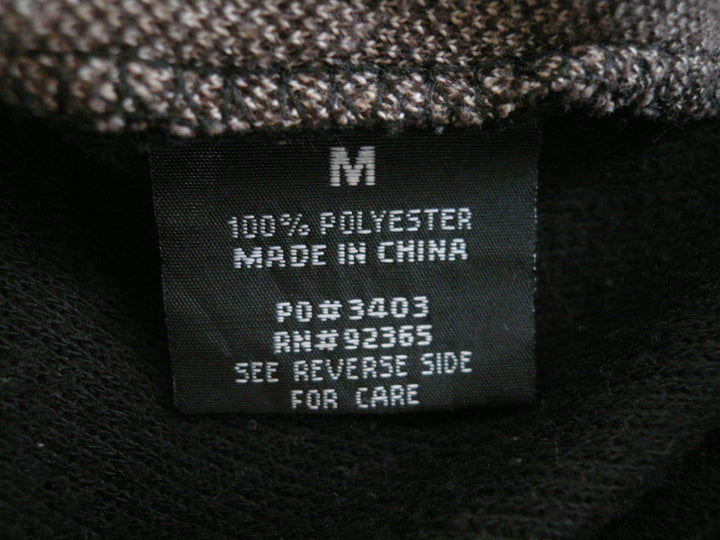 M
100% POLYESTER
MADE IN CHINA
PO#3403
RN#92365
SEE REVERSE SIDE
FOR CARE